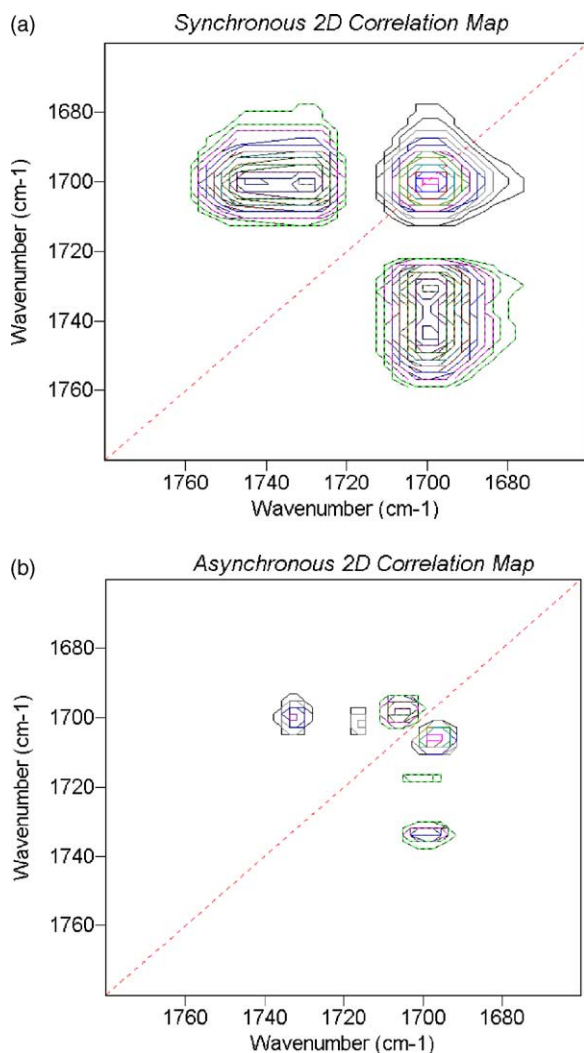 (a)
Synchronous 2D Correlation Map
Wavenumber (cm-1)
1680
1700
1720
1740
1760
1760 1740 1720 1700 1680
Wavenumber (cm-1)
(b)
Asynchronous 2D Correlation Map
Wavenumber (cm-1)
1680
1700
1720
1740
1760
1760 1740 1720 1700 1680
Wavenumber (cm-1)